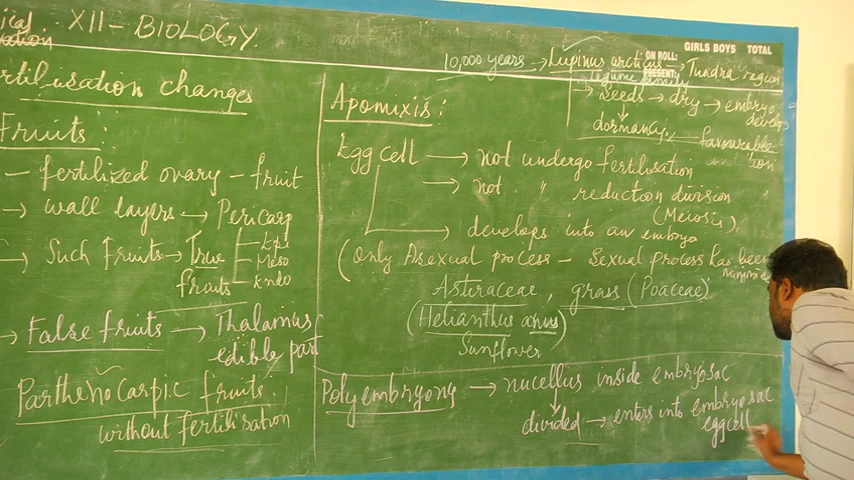 ical XII - BIOLOGY.
GIRLS BOYS TOTAL
ON ROLL:
PRESENT:
10,000 years → Lupinus arcticus → Tundra region
legume family
→ Seeds → dry → embryo
develops
dormancy, favourable
rtilisation changes
Fruits:
- fertilized ovary - fruit
→ wall layers → Pericarp
→ Such fruits → True fruits
Epi
Meso
Endo
→ False fruits → Thalamus
edible part
Parthenocarpic fruits.
without fertilisation
Apomixis:
Egg cell → not undergo fertilisation
→ not " reduction division
(Meiosis),
→ develops into an embryo
(Only Asexual process - Sexual process has been
Asteraceae, grass (Poaceae).
(Helianthus anus)
Sunflower
Polyembryony → nucellus inside embryosac
divided → enters into embryosac
eggcell